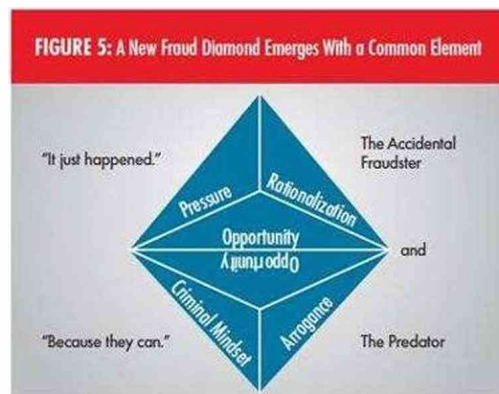 FIGURE 5: A New Fraud Diamond Emerges With a Common Element
"It just happened."
The Accidental
Fraudster
Pressure
Rationalization
Opportunity
Opportunity
and
Criminal Mindset
Arrogance
"Because they can."
The Predator